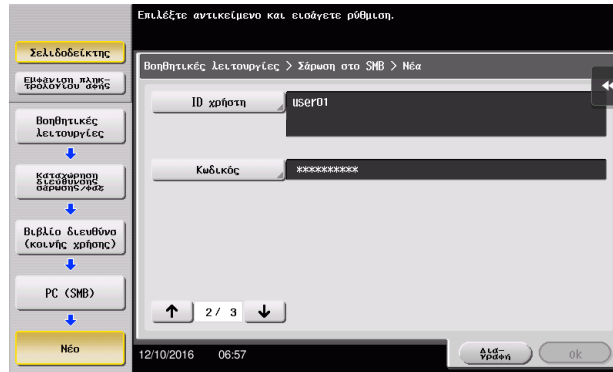 Επιλέξτε αντικείμενο και εισάγετε ρύθμιση.
Σελιδοδείκτης
Εμφάνιση πληκ-
τρολογίου αφής
Βοηθητικές
λειτουργίες
Καταχώρηση
διεύθυνσης
σάρωσης/φαξ
Βιβλίο διευθύνσ
(κοινής χρήσης)
PC (SMB)
Νέο
Βοηθητικές λειτουργίες > Σάρωση στο SMB > Νέα
ID χρήστη
user01
Κωδικός
**********
2/ 3
12/10/2016 06:57
Δια-
γραφή
ok